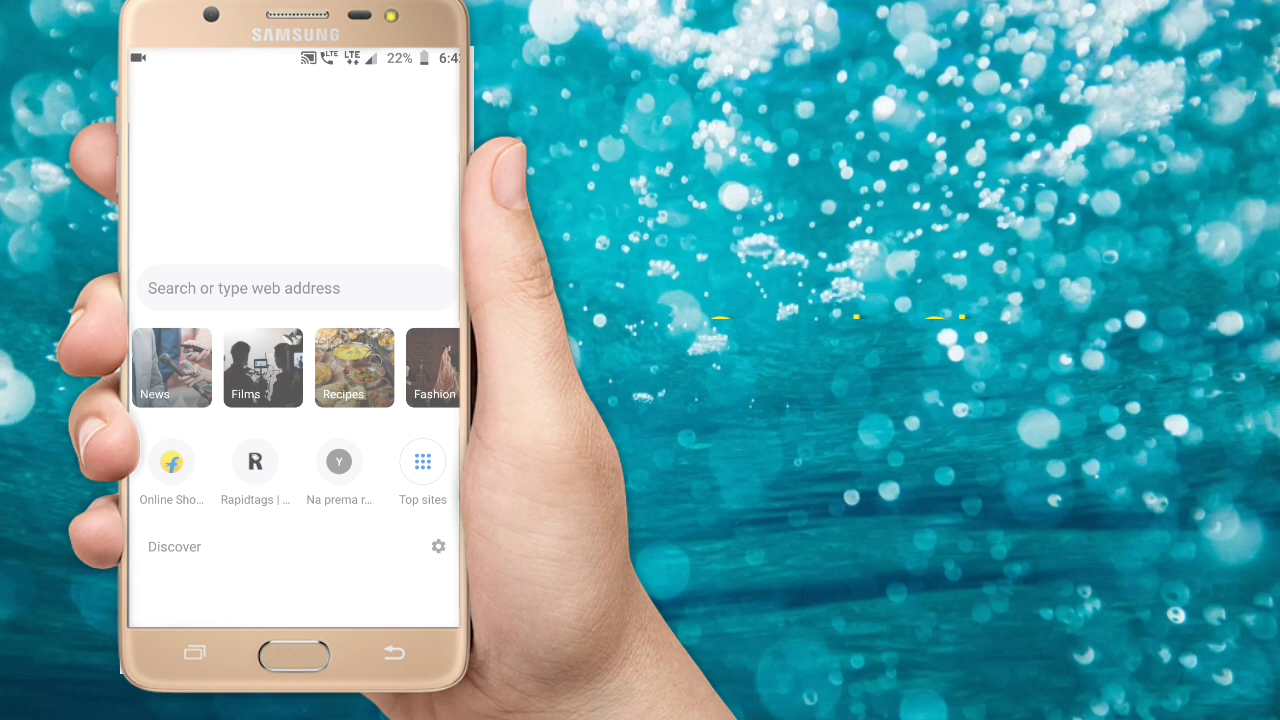 SAMSUNG
LTE LTE 22% 6:4
Search or type web address
News Films Recipes Fashion
Online Sho... Rapidtags | ... Na prema r... Top sites
R Y
Discover